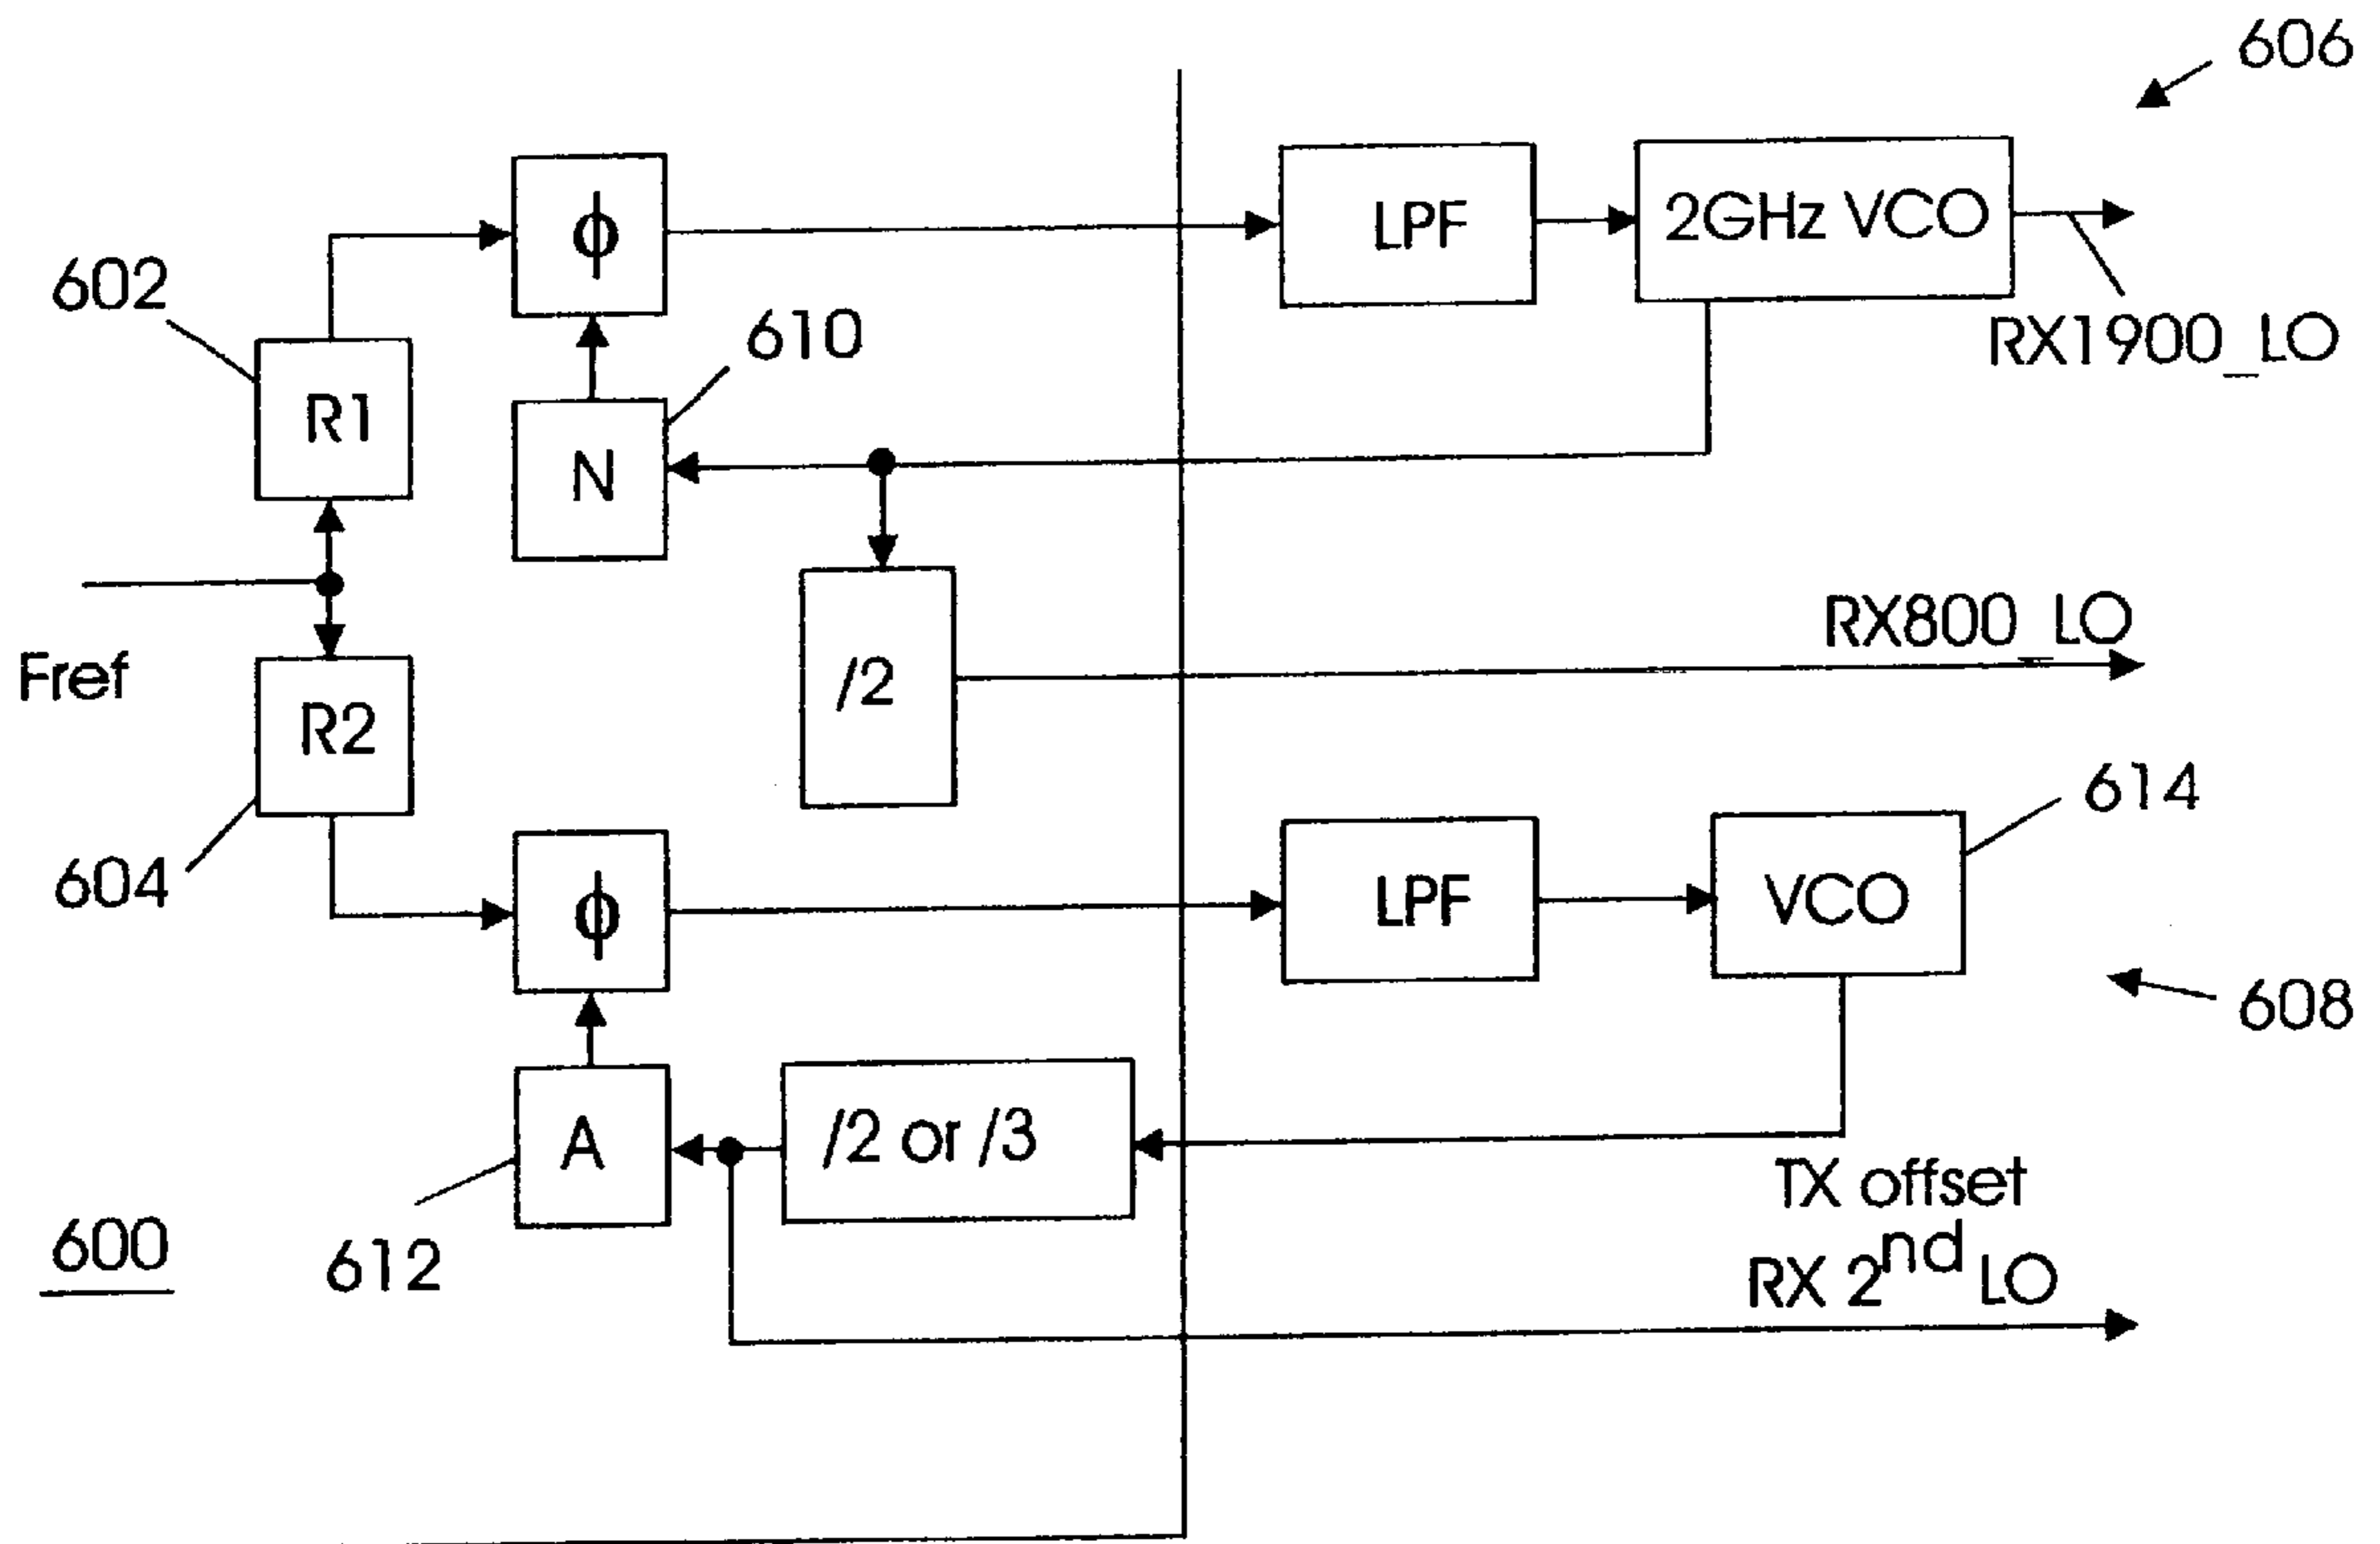 606
ϕ
LPF
2GHz VCO
602
610
RX1900_LO
R1
N
RX800_LO
Fref
/2
R2
614
604
ϕ
LPF
VCO
608
A
/2 or /3
TX offset
600
612
RX 2nd LO